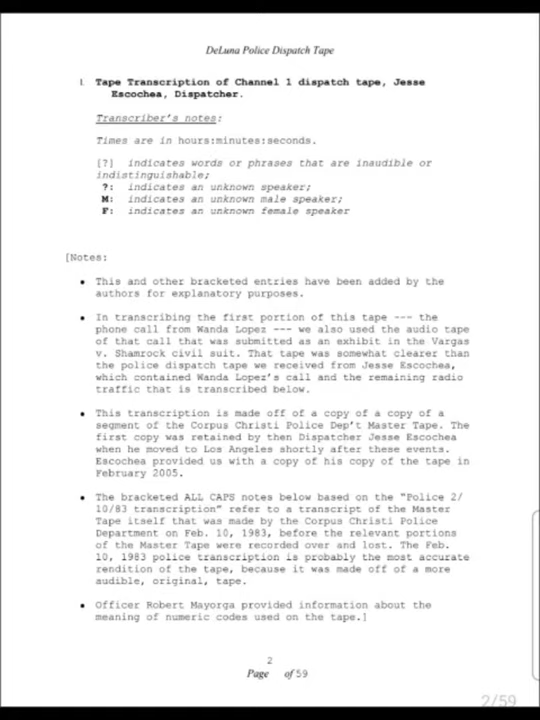 DeLuna Police Dispatch Tape
I. Tape Transcription of Channel 1 dispatch tape, Jesse
Escochea, Dispatcher.
Transcriber's notes:
Times are in hours:minutes:seconds.
[?] indicates words or phrases that are inaudible or
indistinguishable;
?: indicates an unknown speaker;
M: indicates an unknown male speaker;
F: indicates an unknown female speaker
[Notes:
• This and other bracketed entries have been added by the
authors for explanatory purposes.
• In transcribing the first portion of this tape --- the
phone call from Wanda Lopez --- we also used the audio tape
of that call that was submitted as an exhibit in the Vargas
v. Shamrock civil suit. That tape was somewhat clearer than
the police dispatch tape we received from Jesse Escochea,
which contained Wanda Lopez's call and the remaining radio
traffic that is transcribed below.
• This transcription is made off of a copy of a copy of a
segment of the Corpus Christi Police Dep't Master Tape. The
first copy was retained by then Dispatcher Jesse Escochea
when he moved to Los Angeles shortly after these events.
Escochea provided us with a copy of his copy of the tape in
February 2005.
• The bracketed ALL CAPS notes below based on the "Police 2/
10/83 transcription" refer to a transcript of the Master
Tape itself that was made by the Corpus Christi Police
Department on Feb. 10, 1983, before the relevant portions
of the Master Tape were recorded over and lost. The Feb.
10, 1983 police transcription is probably the most accurate
rendition of the tape, because it was made off of a more
audible, original, tape.
• Officer Robert Mayorga provided information about the
meaning of numeric codes used on the tape.]
2
Page of 59
2/59